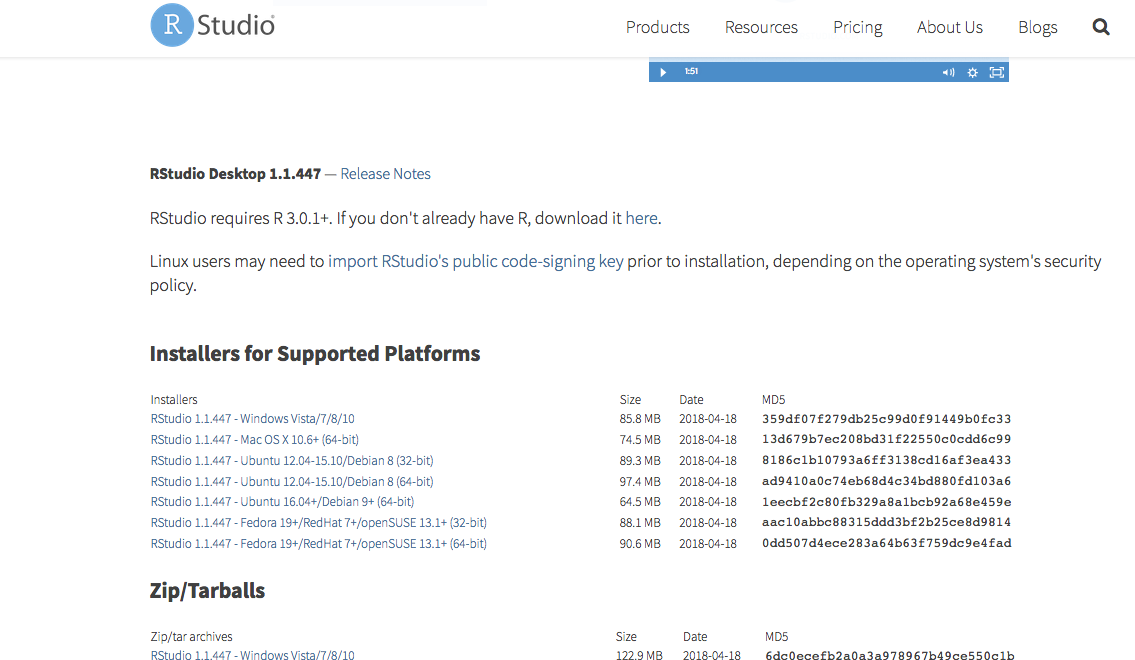 R Studio®
Products Resources Pricing About Us Blogs
1:51
RStudio Desktop 1.1.447 — Release Notes
RStudio requires R 3.0.1+. If you don't already have R, download it here.
Linux users may need to import RStudio's public code-signing key prior to installation, depending on the operating system's security
policy.
Installers for Supported Platforms
Installers Size Date MD5
RStudio 1.1.447 - Windows Vista/7/8/10 85.8 MB 2018-04-18 359df07f279db25c99d0f91449b0fc33
RStudio 1.1.447 - Mac OS X 10.6+ (64-bit) 74.5 MB 2018-04-18 13d679b7ec208bd31f22550c0cdd6c99
RStudio 1.1.447 - Ubuntu 12.04-15.10/Debian 8 (32-bit) 89.3 MB 2018-04-18 8186c1b10793a6ff3138cd16af3ea433
RStudio 1.1.447 - Ubuntu 12.04-15.10/Debian 8 (64-bit) 97.4 MB 2018-04-18 ad9410a0c74eb68d4c34bd880fd103a6
RStudio 1.1.447 - Ubuntu 16.04+/Debian 9+ (64-bit) 64.5 MB 2018-04-18 1eecbf2c80fb329a8a1bcb92a68e459e
RStudio 1.1.447 - Fedora 19+/RedHat 7+/openSUSE 13.1+ (32-bit) 88.1 MB 2018-04-18 aac10abbc88315ddd3bf2b25ce8d9814
RStudio 1.1.447 - Fedora 19+/RedHat 7+/openSUSE 13.1+ (64-bit) 90.6 MB 2018-04-18 0dd507d4ece283a64b63f759dc9e4fad
Zip/Tarballs
Zip/tar archives Size Date MD5
RStudio 1.1.447 - Windows Vista/7/8/10 122.9 MB 2018-04-18 6dc0ecefb2a0a3a978967b49ce550c1b